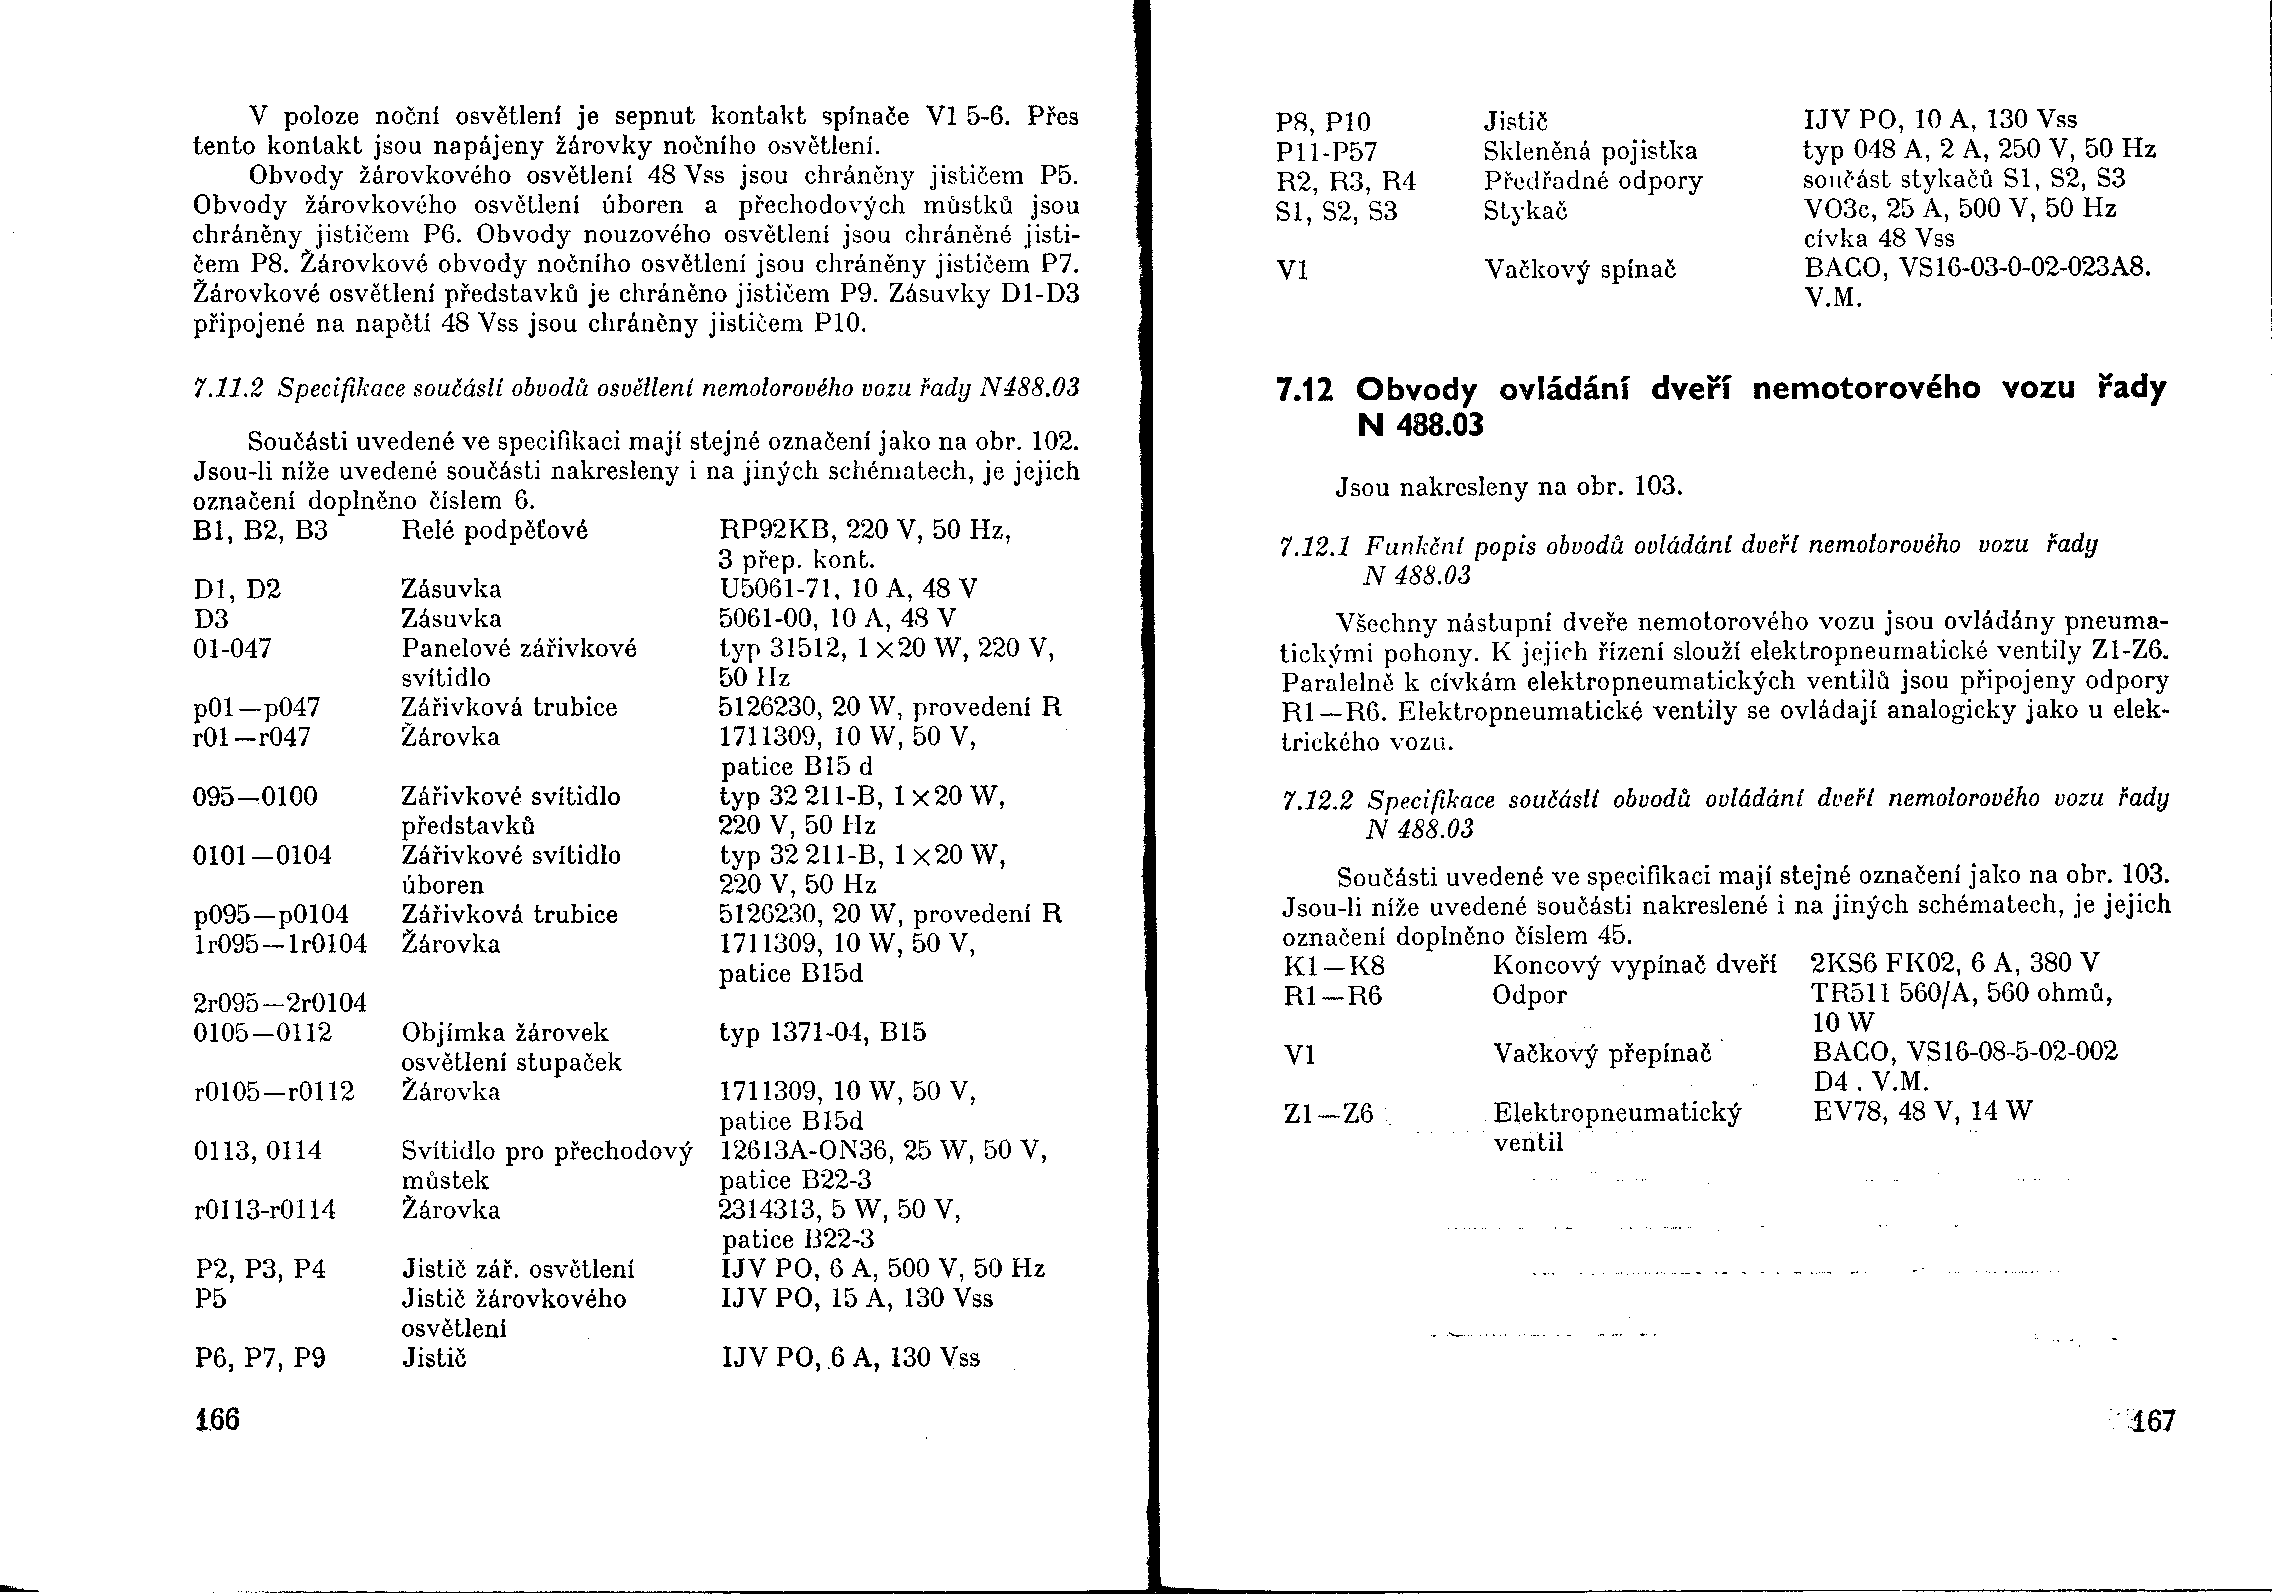 V poloze noční osvětlení je sepnut kontakt spínače V1 5-6. Přes
tento kontakt jsou napájeny žárovky nočního osvětlení.
Obvody žárovkového osvětlení 48 Vss jsou chráněny jističem P5.
Obvody žárovkového osvětlení úboren a přechodových můstků jsou
chráněny jističem P6. Obvody nouzového osvětlení jsou chráněné jisti-
čem P8. Žárovkové obvody nočního osvětlení jsou chráněny jističem P7.
Žárovkové osvětlení představků je chráněno jističem P9. Zásuvky D1-D3
připojené na napětí 48 Vss jsou chráněny jističem P10.
7.11.2 Specifikace součástí obvodů osvětlení nemotorového vozu řady N488.03
Součásti uvedené ve specifikaci mají stejné označení jako na obr. 102.
Jsou-li níže uvedené součásti nakresleny i na jiných schématech, je jejich
označení doplněno číslem 6.
B1, B2, B3 Relé podpěťové RP92KB, 220 V, 50 Hz,
3 přep. kont.
D1, D2 Zásuvka U5061-71, 10 A, 48 V
D3 Zásuvka 5061-00, 10 A, 48 V
01-047 Panelové zářivkové typ 31512, 1×20 W, 220 V,
svítidlo 50 Hz
p01—p047 Zářivková trubice 5126230, 20 W, provedení R
r01—r047 Žárovka 1711309, 10 W, 50 V,
patice B15 d
095—0100 Zářivkové svítidlo typ 32 211-B, 1×20 W,
představků 220 V, 50 Hz
0101—0104 Zářivkové svítidlo typ 32 211-B, 1×20 W,
úboren 220 V, 50 Hz
p095—p0104 Zářivková trubice 5126230, 20 W, provedení R
1r095—1r0104 Žárovka 1711309, 10 W, 50 V,
patice B15d
2r095—2r0104
0105—0112 Objímka žárovek typ 1371-04, B15
osvětlení stupaček
r0105—r0112 Žárovka 1711309, 10 W, 50 V,
patice B15d
0113, 0114 Svítidlo pro přechodový 12613A-ON36, 25 W, 50 V,
můstek patice B22-3
r0113-r0114 Žárovka 2314313, 5 W, 50 V,
patice B22-3
P2, P3, P4 Jistič zář. osvětlení IJV PO, 6 A, 500 V, 50 Hz
P5 Jistič žárovkového IJV PO, 15 A, 130 Vss
osvětlení
P6, P7, P9 Jistič IJV PO, 6 A, 130 Vss
166
P8, P10 Jistič IJV PO, 10 A, 130 Vss
P11-P57 Skleněná pojistka typ 048 A, 2 A, 250 V, 50 Hz
R2, R3, R4 Předřadné odpory součást stykačů S1, S2, S3
S1, S2, S3 Stykač VO3c, 25 A, 500 V, 50 Hz
cívka 48 Vss
V1 Vačkový spínač BACO, VS16-03-0-02-023A8.
V.M.
7.12 Obvody ovládání dveří nemotorového vozu řady
N 488.03
Jsou nakresleny na obr. 103.
7.12.1 Funkční popis obvodů ovládání dveří nemotorového vozu řady
N 488.03
Všechny nástupní dveře nemotorového vozu jsou ovládány pneuma-
tickými pohony. K jejich řízení slouží elektropneumatické ventily Z1-Z6.
Paralelně k cívkám elektropneumatických ventilů jsou připojeny odpory
R1—R6. Elektropneumatické ventily se ovládají analogicky jako u elek-
trického vozu.
7.12.2 Specifikace součástí obvodů ovládání dveří nemotorového vozu řady
N 488.03
Součásti uvedené ve specifikaci mají stejné označení jako na obr. 103.
Jsou-li níže uvedené součásti nakreslené i na jiných schématech, je jejich
označení doplněno číslem 45.
K1—K8 Koncový vypínač dveří 2KS6 FK02, 6 A, 380 V
R1—R6 Odpor TR511 560/A, 560 ohmů,
10 W
V1 Vačkový přepínač BACO, VS16-08-5-02-002
D4 . V.M.
Z1—Z6 Elektropneumatický EV78, 48 V, 14 W
ventil
167